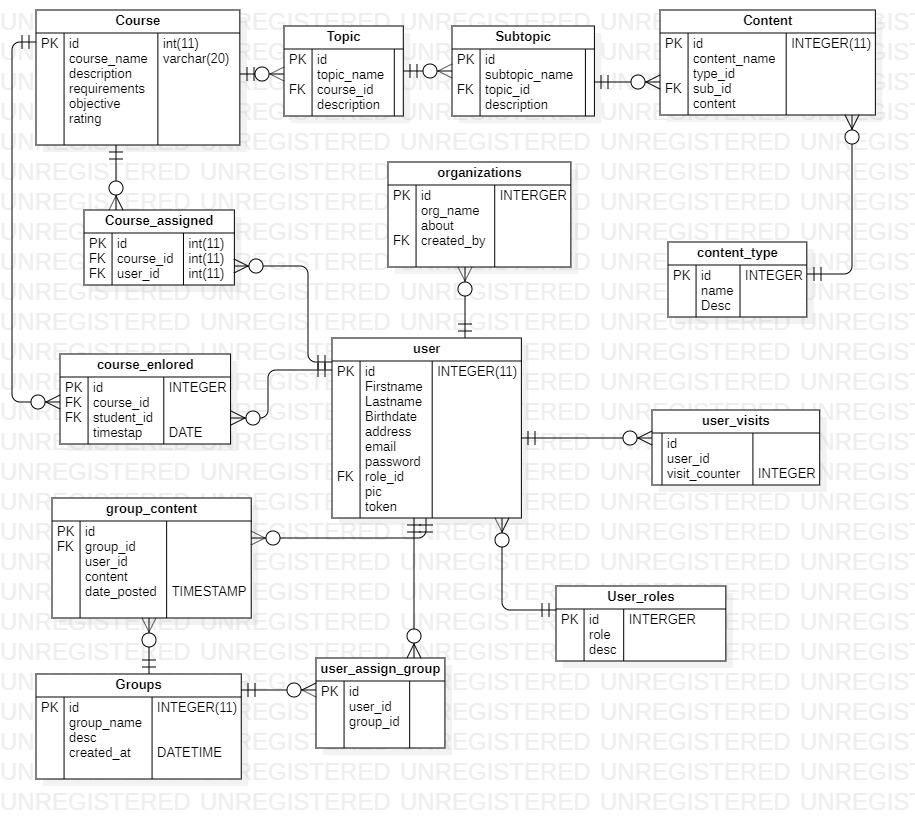 Course
PK id int(11)
course_name varchar(20)
description
requirements
objective
rating
Topic
PK id
topic_name
FK course_id
description
Subtopic
PK id
subtopic_name
FK topic_id
description
Content
PK id INTEGER(11)
content_name
type_id
FK sub_id
content
organizations
PK id INTERGER
org_name
about
FK created_by
Course_assigned
PK id int(11)
FK course_id int(11)
FK user_id int(11)
content_type
PK id INTEGER
name
Desc
user
PK id INTEGER(11)
Firstname
Lastname
Birthdate
address
email
password
FK role_id
pic
token
course_enlored
PK id INTEGER
FK course_id
FK student_id
timestap DATE
user_visits
id
user_id
visit_counter INTEGER
group_content
PK id
FK group_id
user_id
content
date_posted TIMESTAMP
User_roles
PK id INTERGER
role
desc
Groups
PK id INTEGER(11)
group_name
desc
created_at DATETIME
user_assign_group
PK id
user_id
group_id
UNREGISTERED